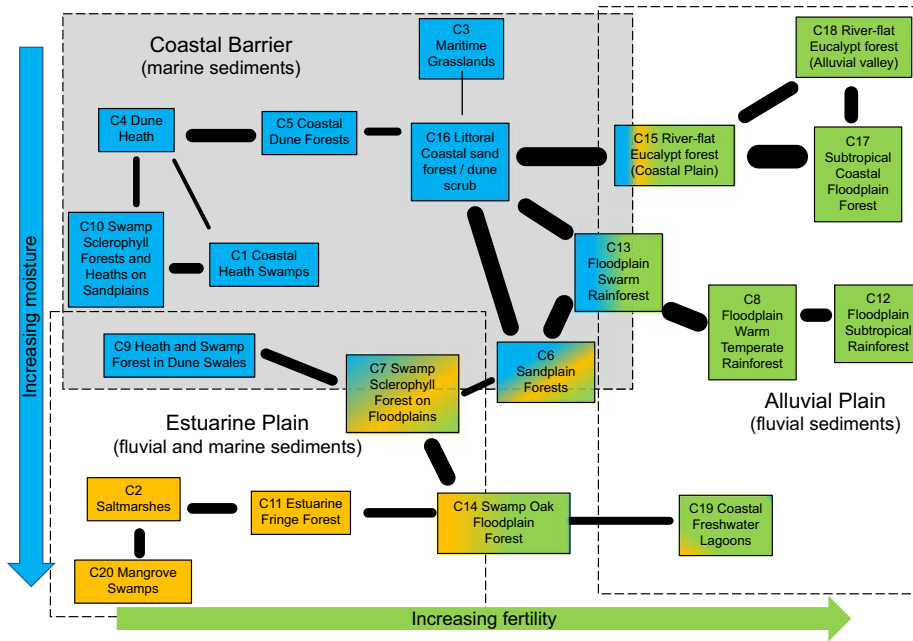 Coastal Barrier
(marine sediments)
C3
Maritime
Grasslands
C18 River-flat
Eucalypt forest
(Alluvial valley)
C4 Dune
Heath
C5 Coastal
Dune Forests
C16 Littoral
Coastal sand
forest / dune
scrub
C15 River-flat
Eucalypt forest
(Coastal Plain)
C17
Subtropical
Coastal
Floodplain
Forest
C10 Swamp
Sclerophyll
Forests and
Heaths on
Sandplains
C1 Coastal
Heath Swamps
C13
Floodplain
Swarm
Rainforest
C8
Floodplain
Warm
Temperate
Rainforest
C12
Floodplain
Subtropical
Rainforest
Increasing moisture
C9 Heath and Swamp
Forest in Dune Swales
C7 Swamp
Sclerophyll
Forest on
Floodplains
C6
Sandplain
Forests
Estuarine Plain
(fluvial and marine sediments)
Alluvial Plain
(fluvial sediments)
C2
Saltmarshes
C11 Estuarine
Fringe Forest
C14 Swamp Oak
Floodplain
Forest
C19 Coastal
Freshwater
Lagoons
C20 Mangrove
Swamps
Increasing fertility